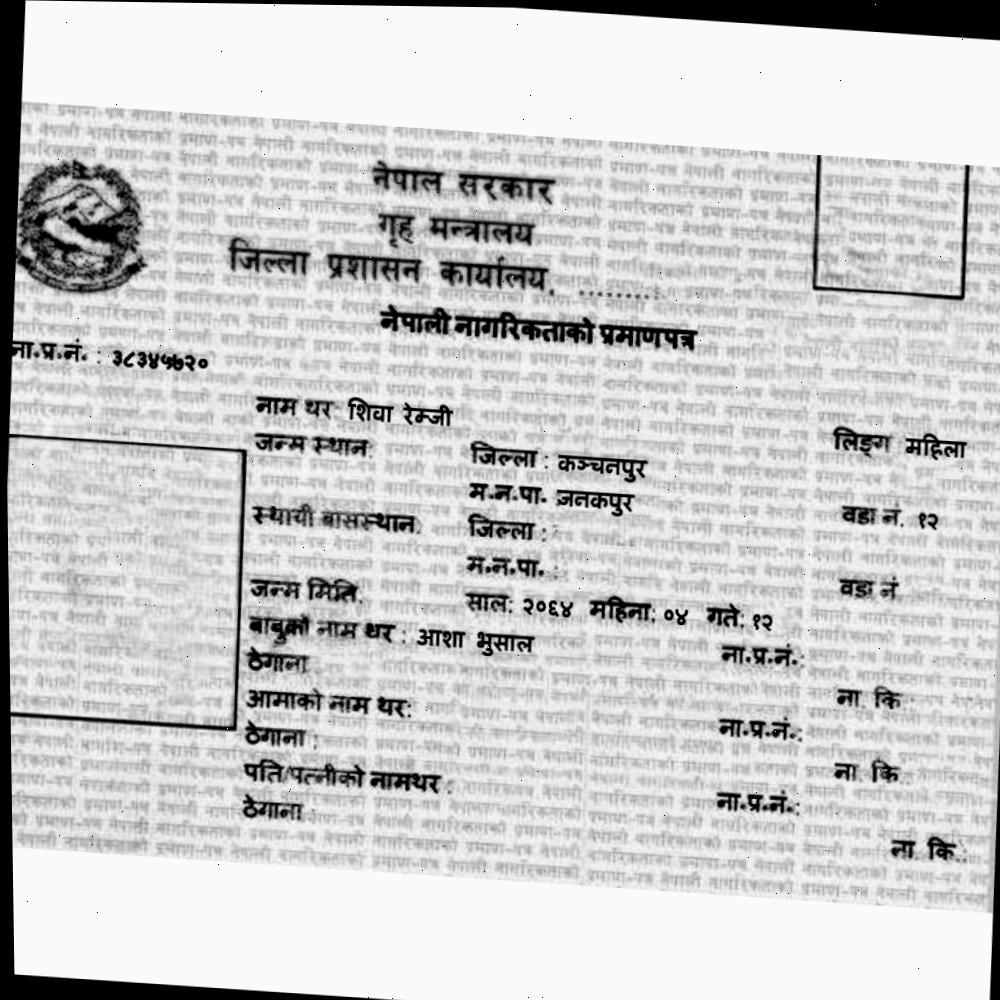 नेपाल सरकार
गृह मन्त्रालय
जिल्ला प्रशासन कार्यालय, .........
नेपाली नागरिकताको प्रमाणपत्र
ना.प्र.नं. : ३८३४५७२०
नाम थर: शिवा रेग्जी लिङ्ग महिला
जन्म स्थान: जिल्ला : कञ्चनपुर
म.न.पा. जनकपुर वडा नं. १२
स्थायी बासस्थान: जिल्ला :
म.न.पा. : वडा नं.
जन्म मिति: साल: २०६४ महिना: ०४ गते: १२
बाबुको नाम थर : आशा भुसाल ना.प्र.नं.:
ठेगाना ना. कि.:
आमाको नाम थर: ना.प्र.नं.:
ठेगाना : ना. कि.
पति/पत्नीको नामथर : ना.प्र.नं.:
ठेगाना ना. कि.: